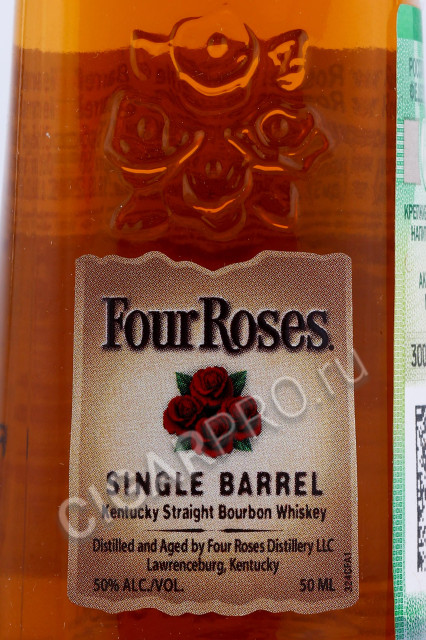 Four Roses.
SINGLE BARREL
Kentucky Straight Bourbon Whiskey
Distilled and Aged by Four Roses Distillery LLC
Lawrenceburg, Kentucky
50% ALC./VOL. 50 ML
CIGARPRO.ru
300